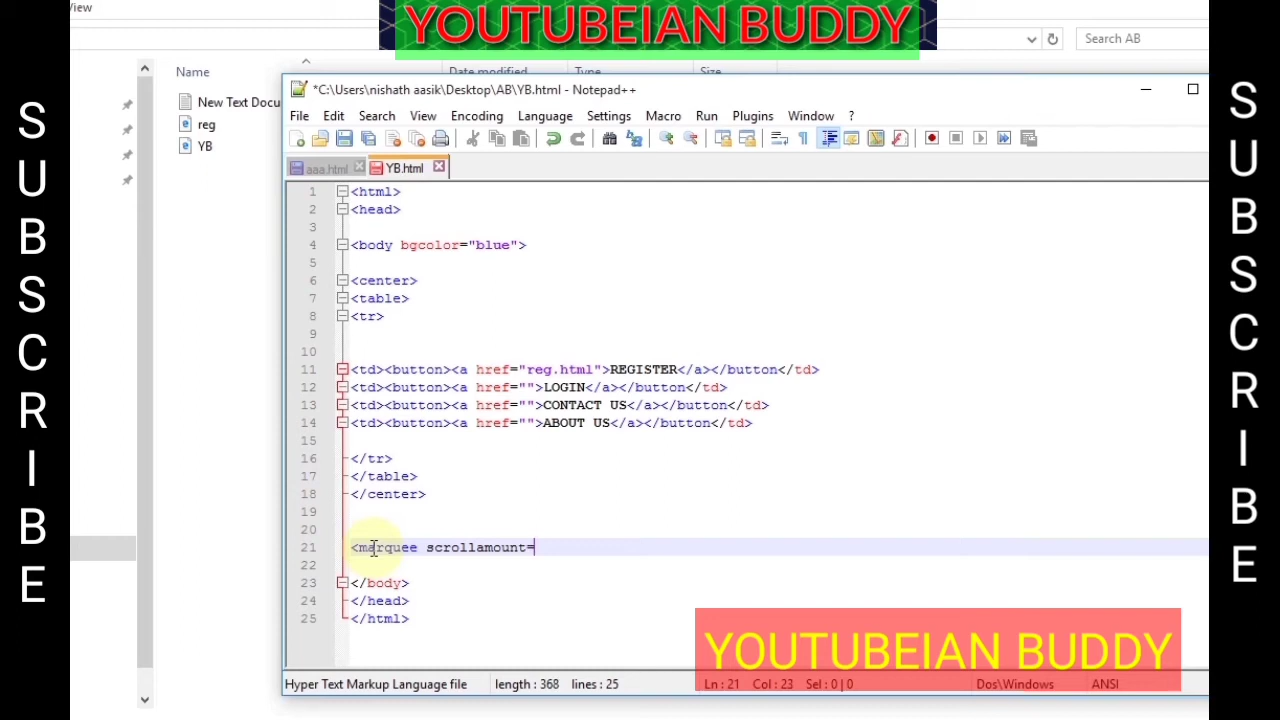 View
YOUTUBEIAN BUDDY
Search AB
Name
Date modified
Type
Size
New Text Docu
reg
YB
*C:\Users\nishath aasik\Desktop\AB\YB.html - Notepad++
File Edit Search View Encoding Language Settings Macro Run Plugins Window ?
aaa.html YB.html
1 <html>
2 <head>
3
4 <body bgcolor="blue">
5
6 <center>
7 <table>
8 <tr>
9
10
11 <td><button><a href="reg.html">REGISTER</a></button></td>
12 <td><button><a href="">LOGIN</a></button</td>
13 <td><button><a href="">CONTACT US</a></button</td>
14 <td><button><a href="">ABOUT US</a></button</td>
15
16 </tr>
17 </table>
18 </center>
19
20
21 <marquee scrollamount=
22
23 </body>
24 </head>
25 </html>
YOUTUBEIAN BUDDY
Hyper Text Markup Language file length : 368 lines : 25 Ln : 21 Col : 23 Sel : 0 | 0 Dos\Windows ANSI
SUBSCRIBE
SUBSCRIBE